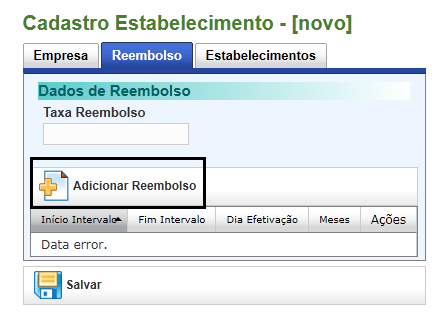 Cadastro Estabelecimento - [novo]
Empresa Reembolso Estabelecimentos
Dados de Reembolso
Taxa Reembolso
Adicionar Reembolso
Início Intervalo Fim Intervalo Dia Efetivação Meses Ações
Data error.
Salvar